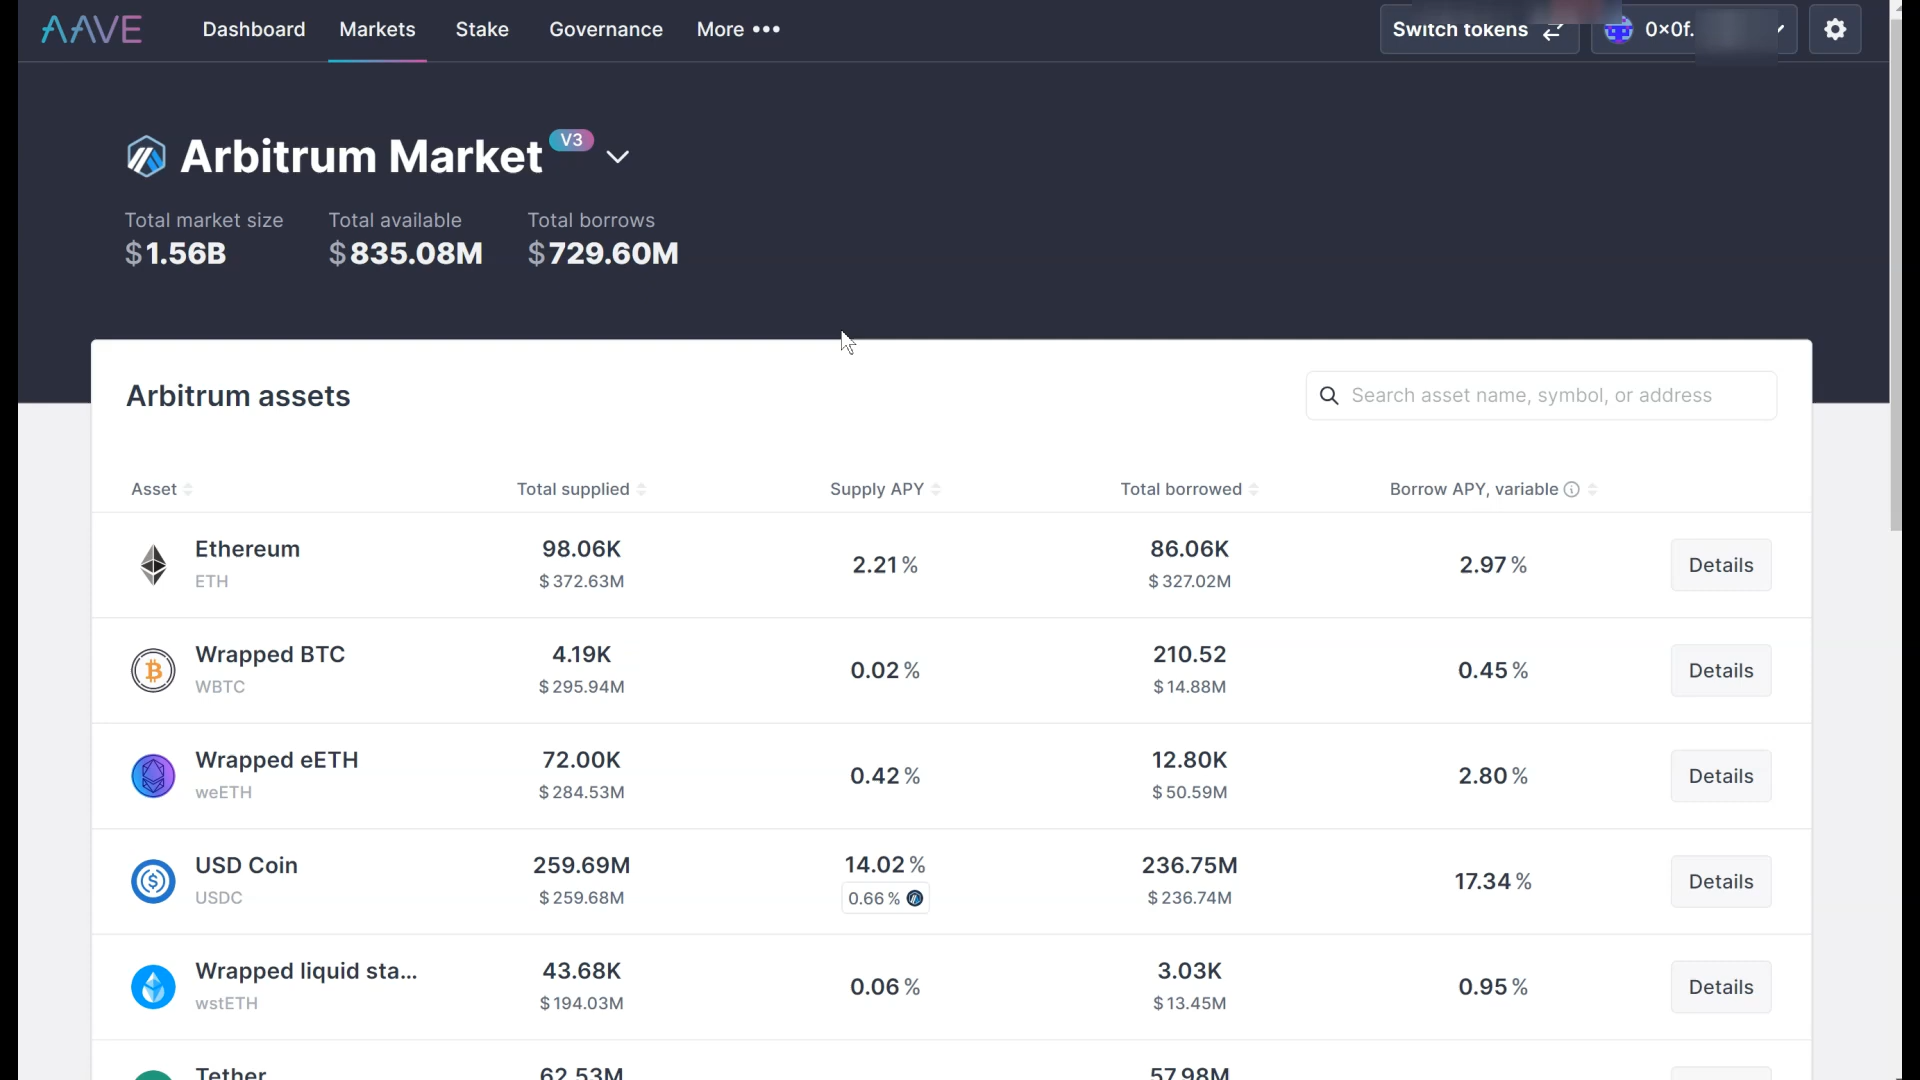 AAVE Dashboard Markets Stake Governance More ••• Switch tokens 0×0f.
Arbitrum Market V3
Total market size Total available Total borrows
$1.56B $835.08M $729.60M
Arbitrum assets Search asset name, symbol, or address
Asset Total supplied Supply APY Total borrowed Borrow APY, variable
Ethereum 98.06K 2.21% 86.06K 2.97% Details
ETH $372.63M $327.02M
Wrapped BTC 4.19K 0.02% 210.52 0.45% Details
WBTC $295.94M $14.88M
Wrapped eETH 72.00K 0.42% 12.80K 2.80% Details
weETH $284.53M $50.59M
USD Coin 259.69M 14.02% 236.75M 17.34% Details
USDC $259.68M 0.66% $236.74M
Wrapped liquid sta... 43.68K 0.06% 3.03K 0.95% Details
wstETH $194.03M $13.45M
Tether 62.53M 57.98M